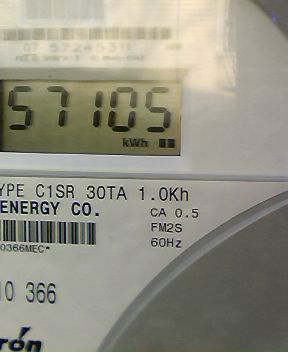 07 57245311
57105
kWh
YPE C1SR 30TA 1.0Kh
ENERGY CO.
CA 0.5
FM2S
60Hz
0366MEC*
10 366
rón